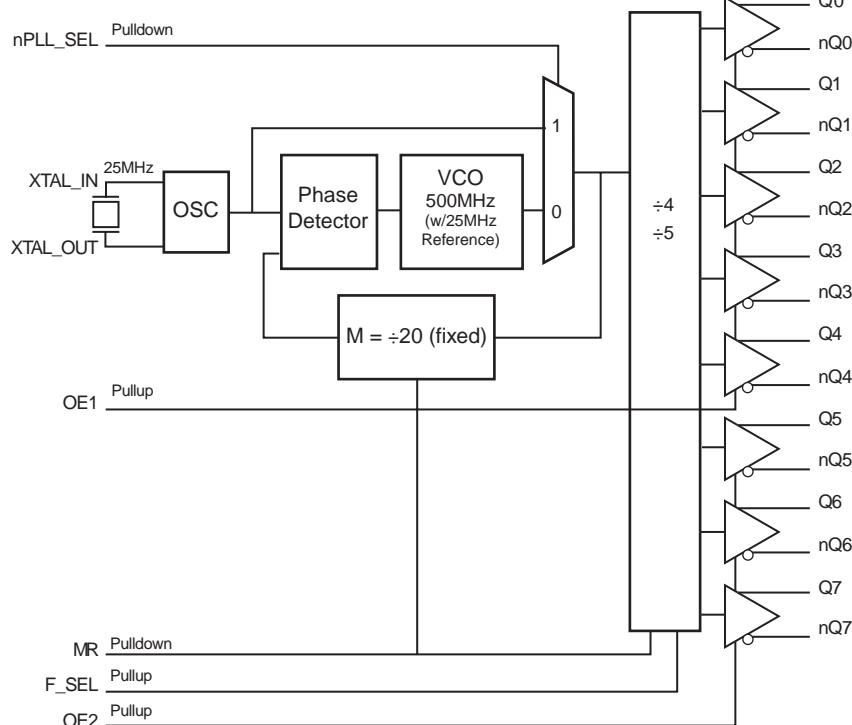 Q0
nPLL_SEL Pulldown
nQ0
Q1
1
nQ1
25MHz
XTAL_IN
OSC
Phase
Detector
VCO
500MHz
(w/25MHz
Reference)
0
÷4
÷5
Q2
nQ2
XTAL_OUT
Q3
nQ3
M = ÷20 (fixed)
Q4
nQ4
OE1 Pullup
Q5
nQ5
Q6
nQ6
Q7
nQ7
MR Pulldown
F_SEL Pullup
OE2 Pullup